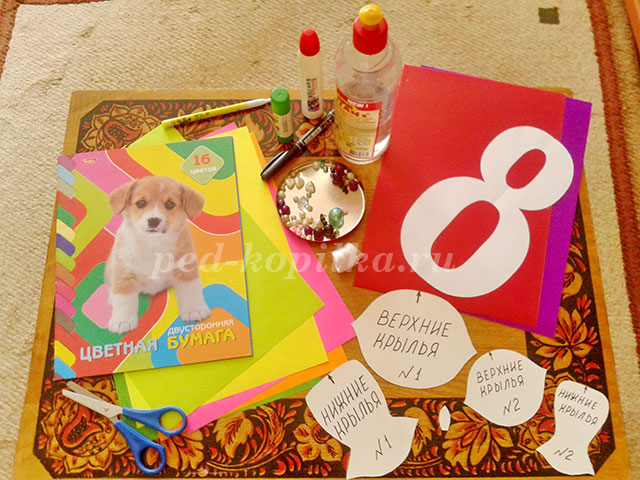 16
цветов
ЦВЕТНАЯ
ДВУСТОРОННЯЯ
БУМАГА
8
ped-kopilka.ru
ВЕРХНИЕ
КРЫЛЬЯ
№1
ВЕРХНИЕ
КРЫЛЬЯ
№2
НИЖНИЕ
КРЫЛЬЯ
№1
НИЖНИЕ
КРЫЛЬЯ
№2